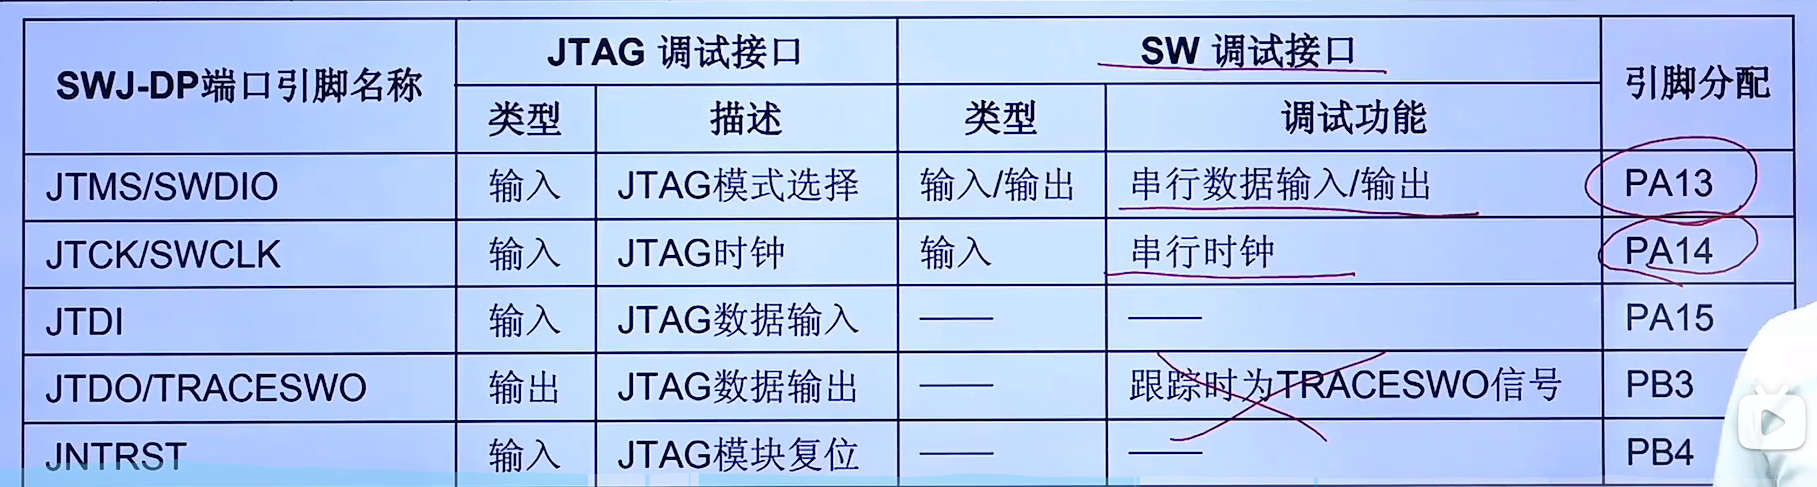 SWJ-DP端口引脚名称 JTAG 调试接口 SW 调试接口 引脚分配
类型 描述 类型 调试功能
JTMS/SWDIO 输入 JTAG模式选择 输入/输出 串行数据输入/输出 PA13
JTCK/SWCLK 输入 JTAG时钟 输入 串行时钟 PA14
JTDI 输入 JTAG数据输入 —— —— PA15
JTDO/TRACESWO 输出 JTAG数据输出 —— 跟踪时为TRACESWO信号 PB3
JNTRST 输入 JTAG模块复位 —— —— PB4